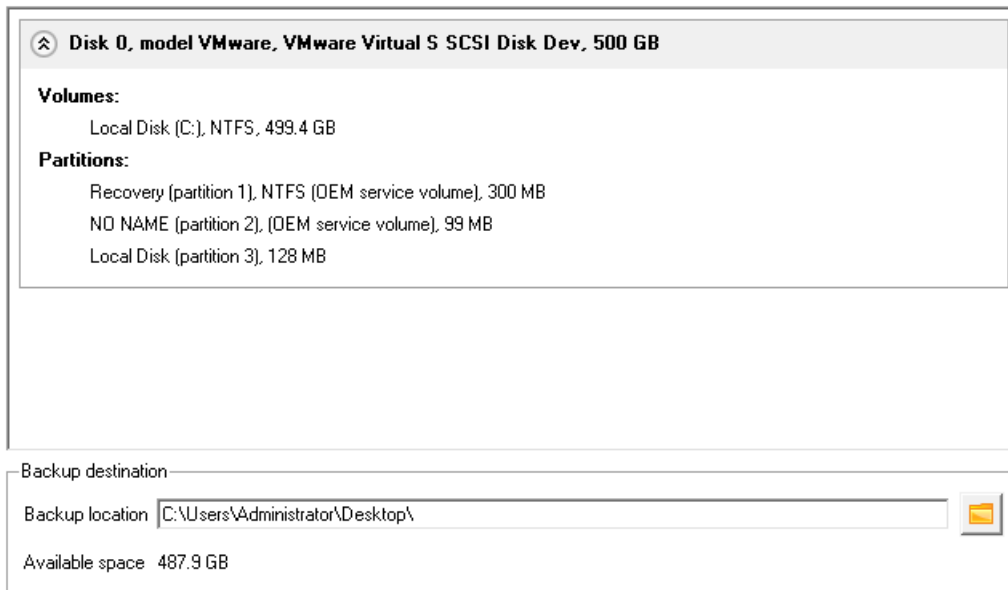 Disk 0, model VMware, VMware Virtual S SCSI Disk Dev, 500 GB
Volumes:
Local Disk (C:), NTFS, 499.4 GB
Partitions:
Recovery (partition 1), NTFS (OEM service volume), 300 MB
NO NAME (partition 2), (OEM service volume), 99 MB
Local Disk (partition 3), 128 MB
Backup destination
Backup location C:\Users\Administrator\Desktop\
Available space 487.9 GB